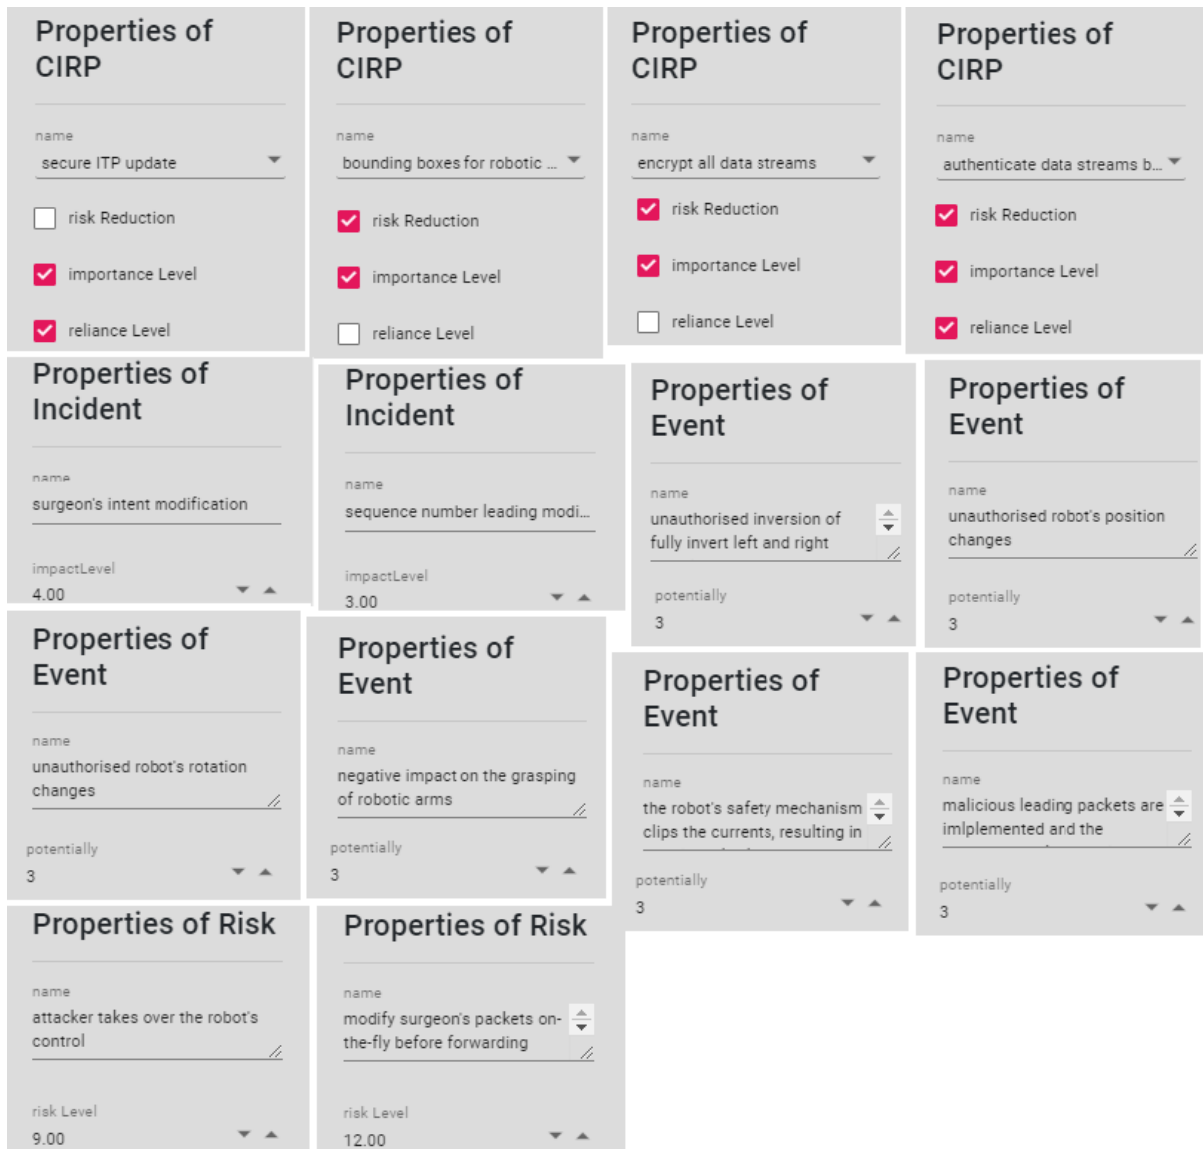 Properties of
CIRP
name
secure ITP update
risk Reduction
importance Level
reliance Level
Properties of
CIRP
name
bounding boxes for robotic ...
risk Reduction
importance Level
reliance Level
Properties of
CIRP
name
encrypt all data streams
risk Reduction
importance Level
reliance Level
Properties of
CIRP
name
authenticate data streams b...
risk Reduction
importance Level
reliance Level
Properties of
Incident
name
surgeon's intent modification
impactLevel
4.00
Properties of
Incident
name
sequence number leading modi...
impactLevel
3.00
Properties of
Event
name
unauthorised inversion of
fully invert left and right
potentially
3
Properties of
Event
name
unauthorised robot's position
changes
potentially
3
Properties of
Event
name
unauthorised robot's rotation
changes
potentially
3
Properties of
Event
name
negative impact on the grasping
of robotic arms
potentially
3
Properties of
Event
name
the robot's safety mechanism
clips the currents, resulting in
potentially
3
Properties of
Event
name
malicious leading packets are
imlplemented and the
potentially
3
Properties of Risk
name
attacker takes over the robot's
control
risk Level
9.00
Properties of Risk
name
modify surgeon's packets on-
the-fly before forwarding
risk Level
12.00